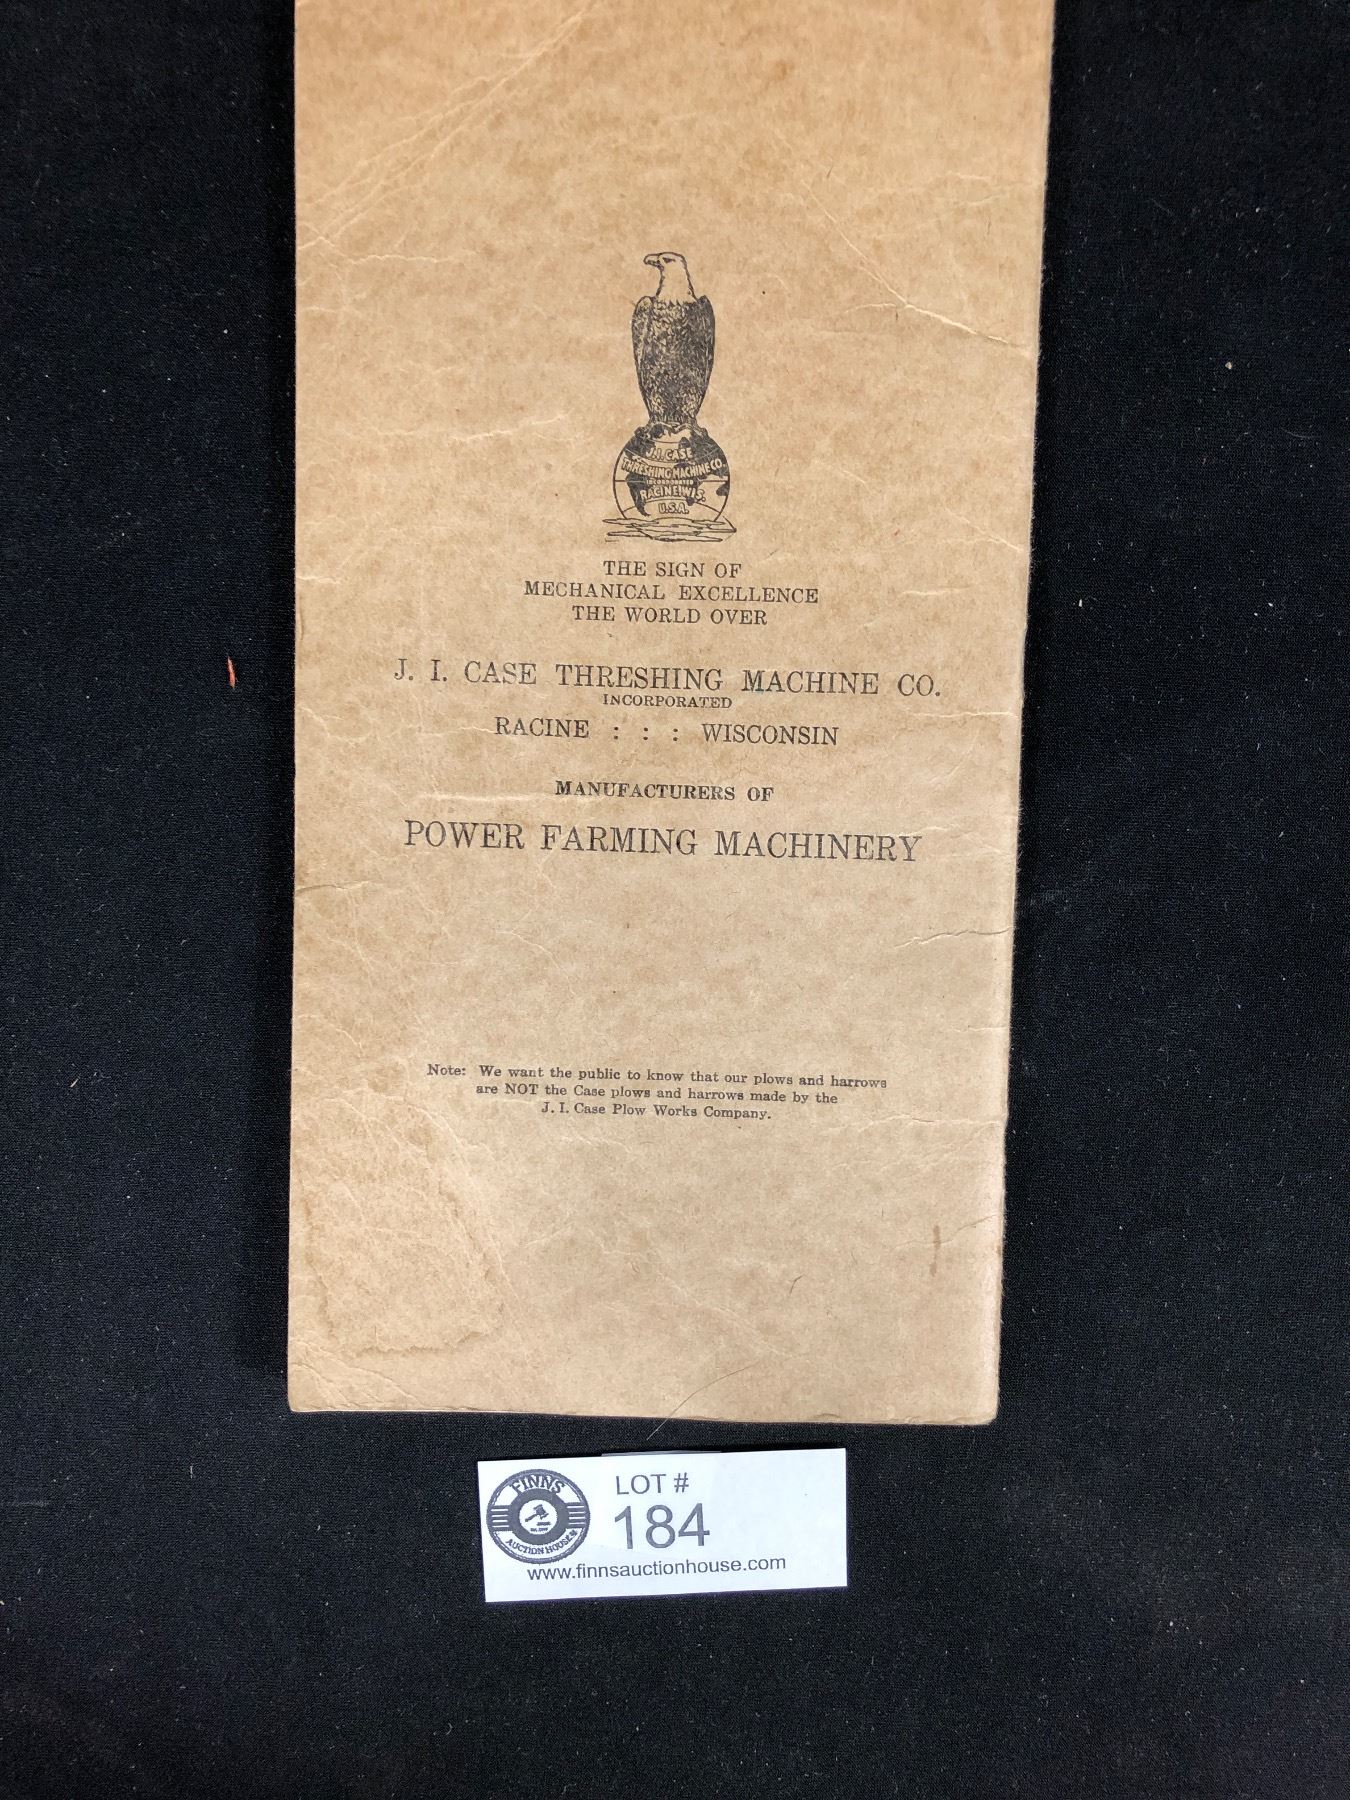 J.I. CASE
THRESHING MACHINE CO.
INCORPORATED
RACINE WIS.
U.S.A.
THE SIGN OF
MECHANICAL EXCELLENCE
THE WORLD OVER
J. I. CASE THRESHING MACHINE CO.
INCORPORATED
RACINE : : : WISCONSIN
MANUFACTURERS OF
POWER FARMING MACHINERY
Note: We want the public to know that our plows and harrows
are NOT the Case plows and harrows made by the
J. I. Case Plow Works Company.
FINNS
AUCTION HOUSE
LOT #
184
www.finnsauctionhouse.com